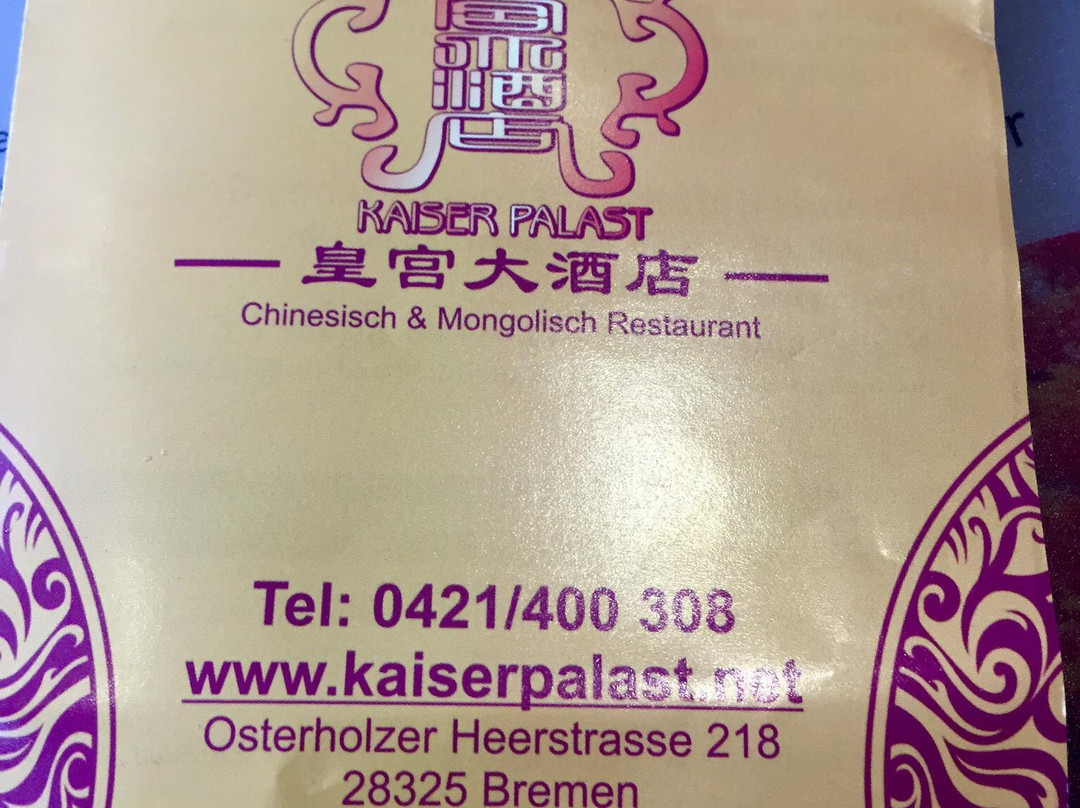 KAISER PALAST
皇宫大酒店
Chinesisch & Mongolisch Restaurant
Tel: 0421/400 308
www.kaiserpalast.net
Osterholzer Heerstrasse 218
28325 Bremen